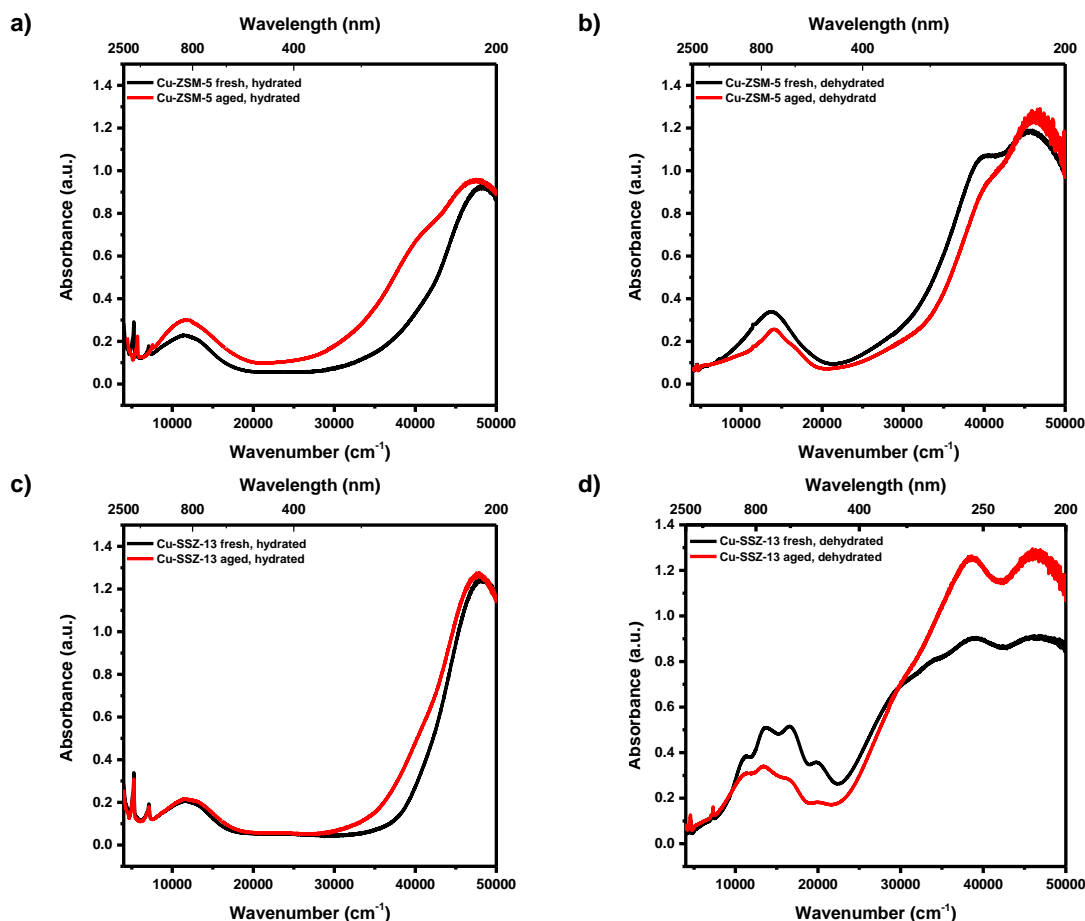 a)
Wavelength (nm)
2500 800 400 200
Cu-ZSM-5 fresh, hydrated
Cu-ZSM-5 aged, hydrated
Absorbance (a.u.)
1.4
1.2
1.0
0.8
0.6
0.4
0.2
0.0
10000 20000 30000 40000 50000
Wavenumber (cm⁻¹)
b)
Wavelength (nm)
2500 800 400 200
Cu-ZSM-5 fresh, dehydrated
Cu-ZSM-5 aged, dehydratd
Absorbance (a.u.)
1.4
1.2
1.0
0.8
0.6
0.4
0.2
0.0
10000 20000 30000 40000 50000
Wavenumber (cm⁻¹)
c)
Wavelength (nm)
2500 800 400 200
Cu-SSZ-13 fresh, hydrated
Cu-SSZ-13 aged, hydrated
Absorbance (a.u.)
1.4
1.2
1.0
0.8
0.6
0.4
0.2
0.0
10000 20000 30000 40000 50000
Wavenumber (cm⁻¹)
d)
Wavelength (nm)
2500 800 400 250 200
Cu-SSZ-13 fresh, dehydrated
Cu-SSZ-13 aged, dehydrated
Absorbance (a.u.)
1.4
1.2
1.0
0.8
0.6
0.4
0.2
0.0
10000 20000 30000 40000 50000
Wavenumber (cm⁻¹)